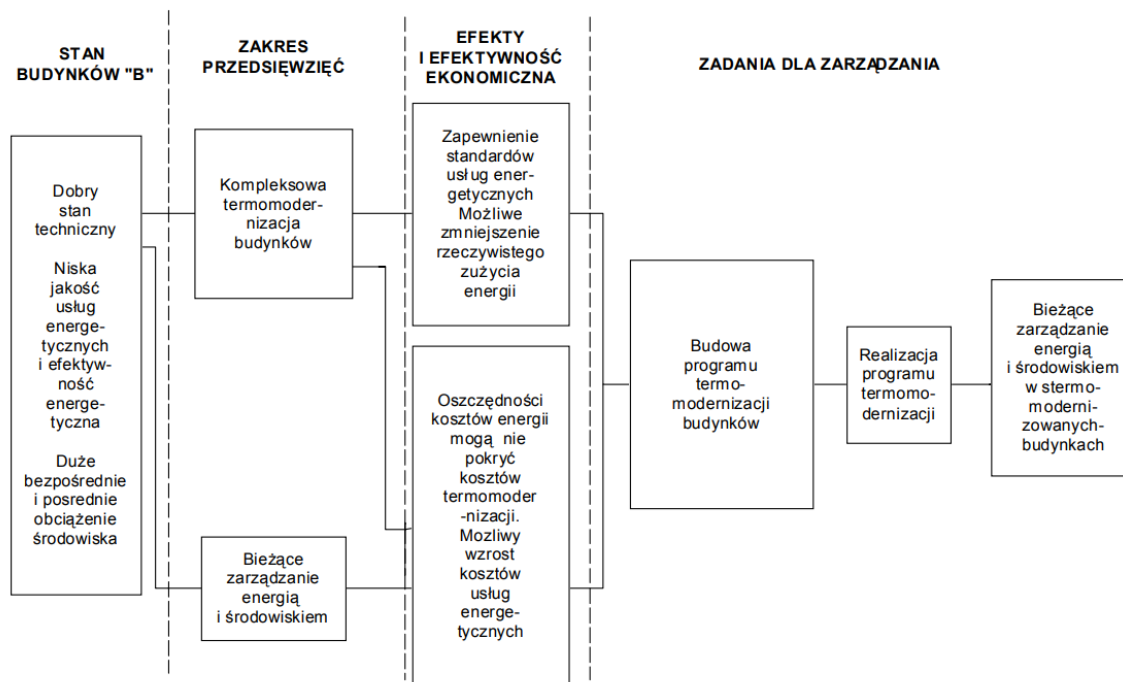 STAN
BUDYNKÓW "B"
ZAKRES
PRZEDSIĘWZIĘĆ
EFEKTY
I EFEKTYWNOŚĆ
EKONOMICZNA
ZADANIA DLA ZARZĄDZANIA
Dobry
stan
techniczny
Niska
jakość
usług
energe-
tycznych
i efektyw-
ność
energe-
tyczna
Duże
bezpośrednie
i posrednie
obciążenie
środowiska
Kompleksowa
termomoder-
nizacja
budynków
Bieżące
zarządzanie
energią
i środowiskiem
Zapewnienie
standardów
usług ener-
getycznych
Możliwe
zmniejszenie
rzeczywistego
zużycia
energii
Oszczędności
kosztów energii
mogą nie
pokryć
kosztów
termomoder
-nizacji.
Mozliwy
wzrost
kosztów
usług
energe-
tycznych
Budowa
programu
termo-
modernizacji
budynków
Realizacja
programu
termomo-
dernizacji
Bieżące
zarządzanie
energią
i środowiskiem
w stermo-
moderni-
zowanych-
budynkach